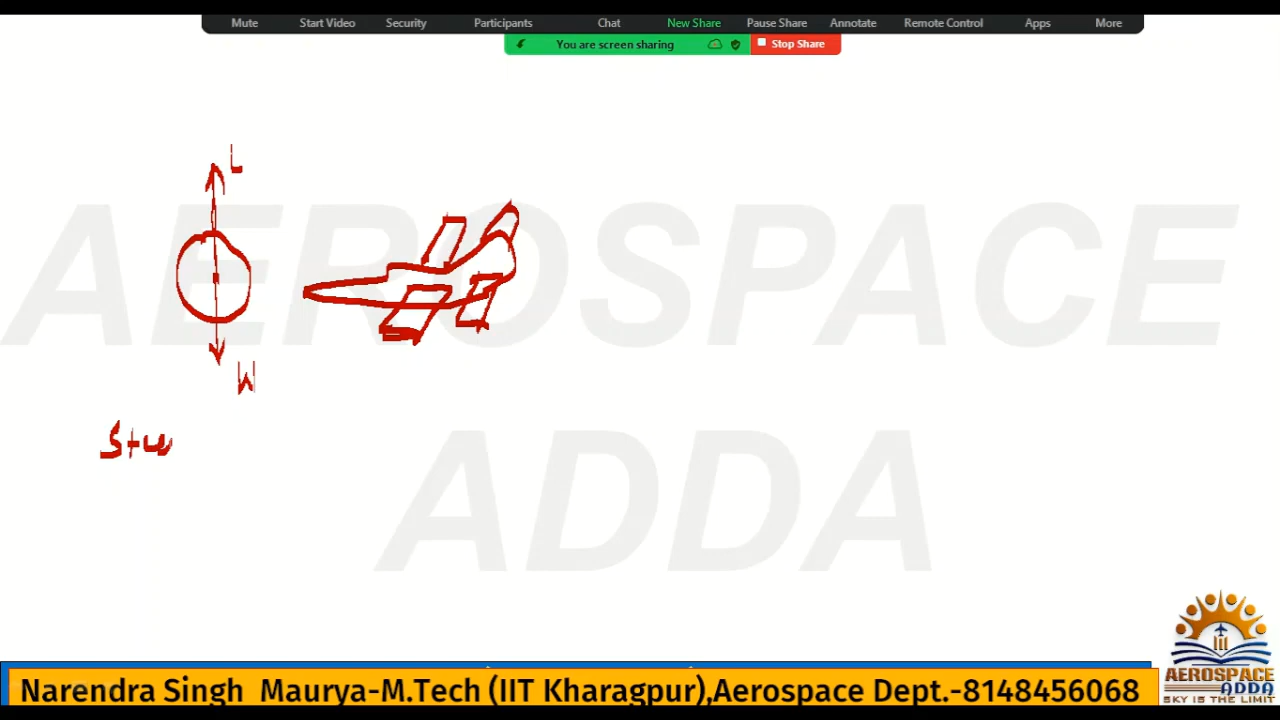 Mute Start Video Security Participants Chat New Share Pause Share Annotate Remote Control Apps More
You are screen sharing Stop Share
L
AEROSPACE
W
ADDA
Narendra Singh Maurya-M.Tech (IIT Kharagpur),Aerospace Dept.-8148456068
AEROSPACE
ADDA
SKY IS THE LIMIT